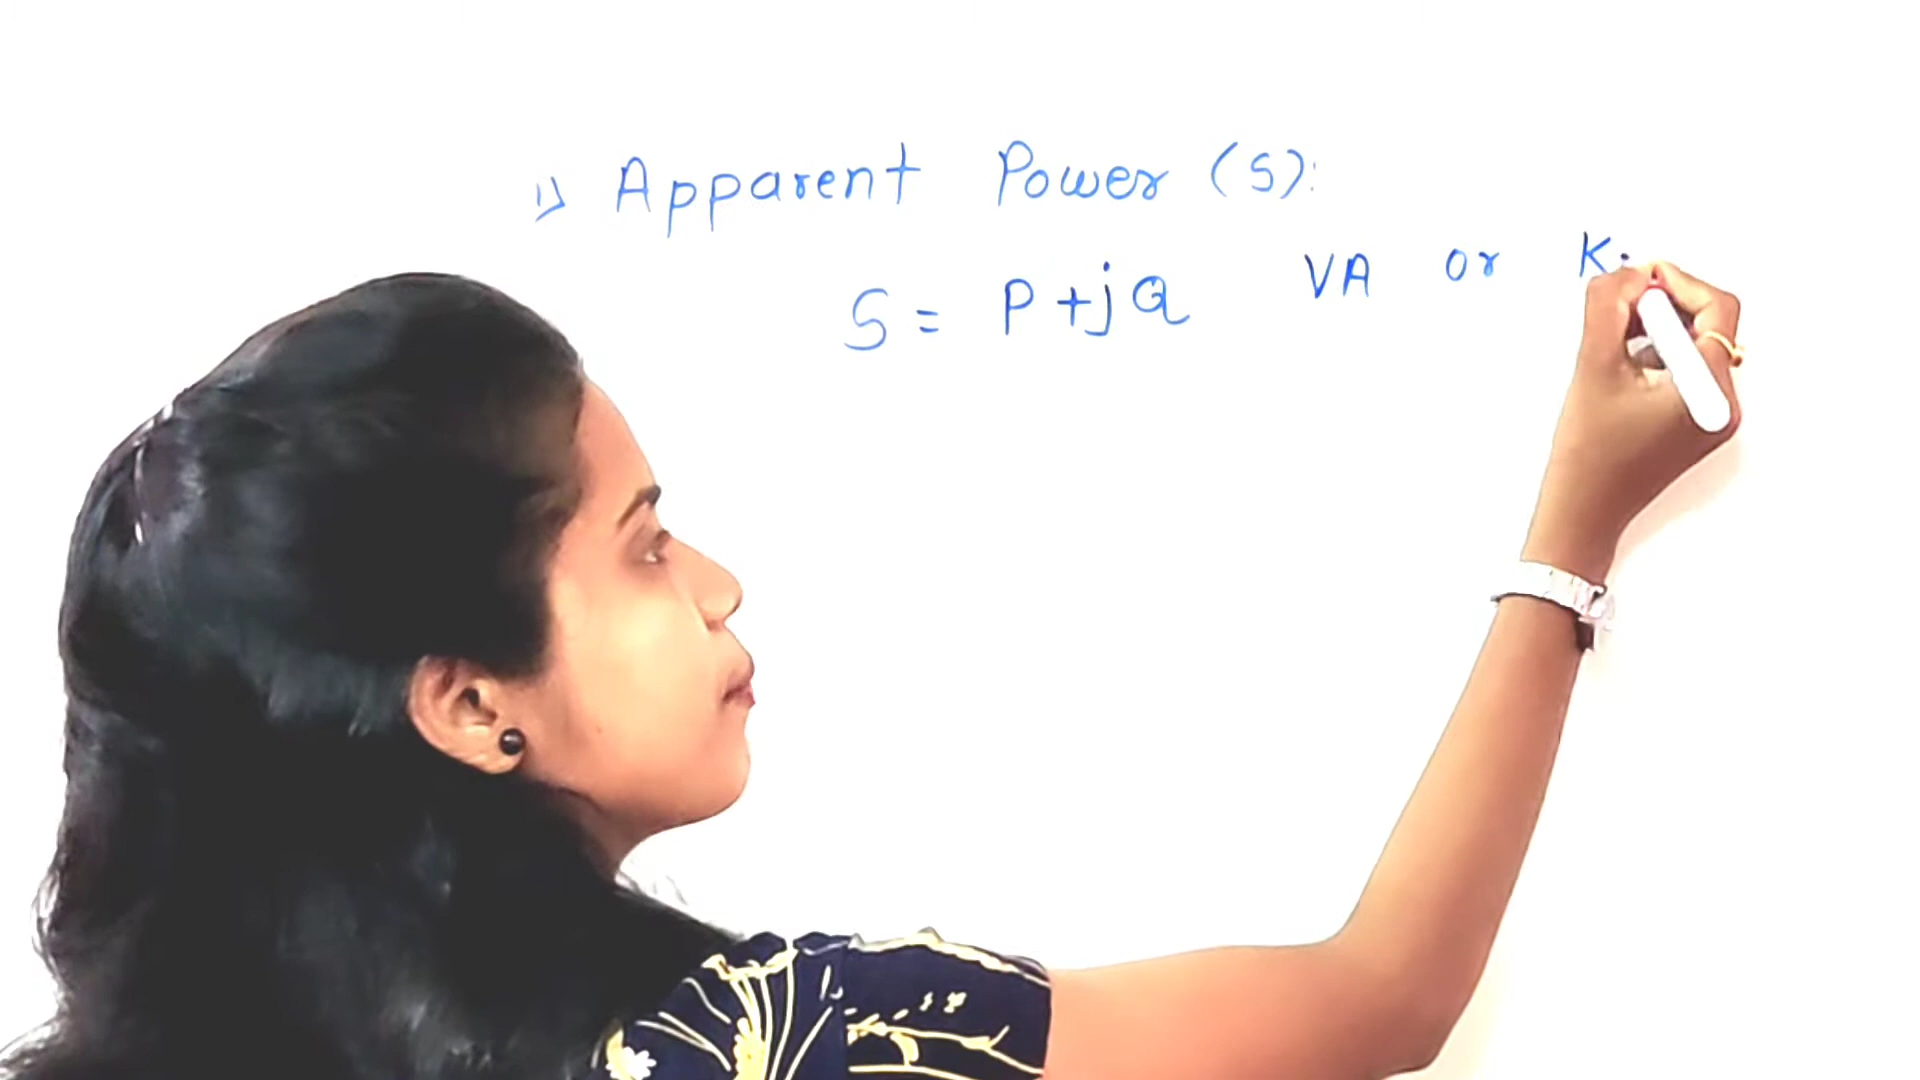 1) Apparent Power (S):
S = P + jQ VA or K